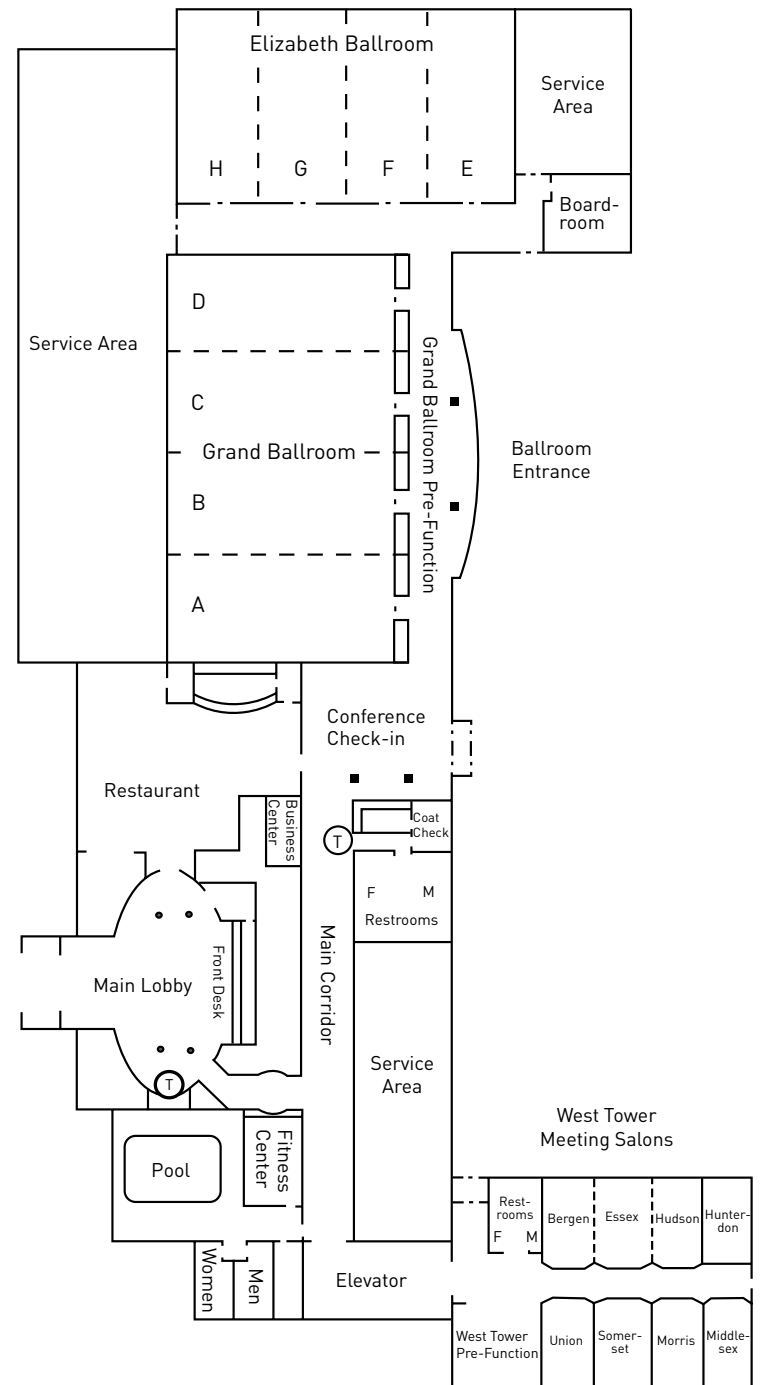 Elizabeth Ballroom
H
G
F
E
Service
Area
Board-
room
D
Service Area
C
Grand Ballroom
B
A
Grand Ballroom Pre-Function
Ballroom
Entrance
Conference
Check-in
Restaurant
Business
Center
T
Coat
Check
F
M
Restrooms
Main Corridor
Front Desk
Main Lobby
T
Service
Area
West Tower
Meeting Salons
Pool
Fitness
Center
Rest-
rooms
F
M
Bergen
Essex
Hudson
Hunter-
don
Women
Men
Elevator
West Tower
Pre-Function
Union
Somer-
set
Morris
Middle-
sex